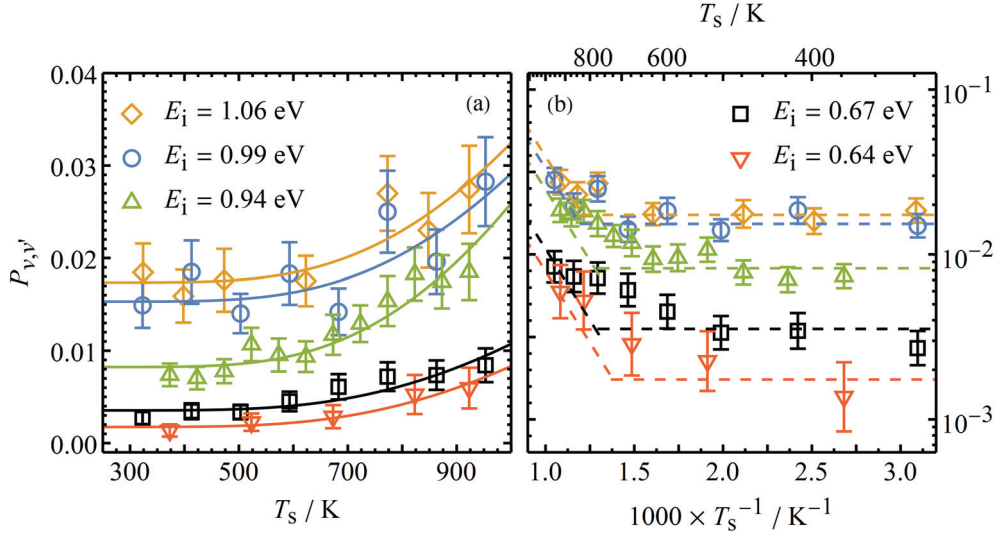 T_s / K
800 600 400
0.04
0.03
0.02
0.01
0.00
P_v,v'
(a)
E_i = 1.06 eV
E_i = 0.99 eV
E_i = 0.94 eV
300 500 700 900
T_s / K
(b)
E_i = 0.67 eV
E_i = 0.64 eV
10^-1
10^-2
10^-3
1.0 1.5 2.0 2.5 3.0
1000 × T_s^-1 / K^-1